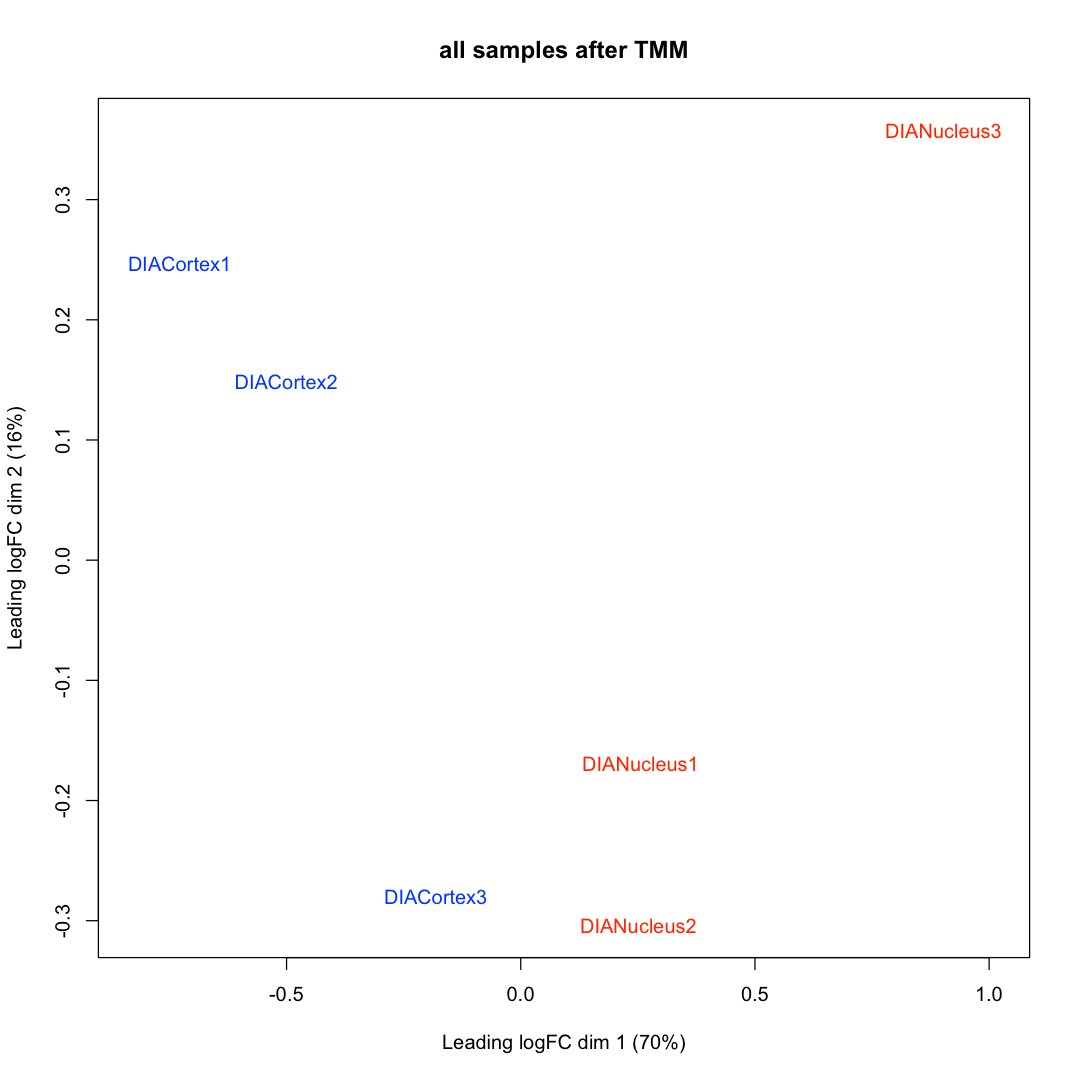 all samples after TMM
DIANucleus3
DIACortex1
DIACortex2
DIANucleus1
DIACortex3
DIANucleus2
Leading logFC dim 2 (16%)
0.3
0.2
0.1
0.0
-0.1
-0.2
-0.3
-0.5
0.0
0.5
1.0
Leading logFC dim 1 (70%)